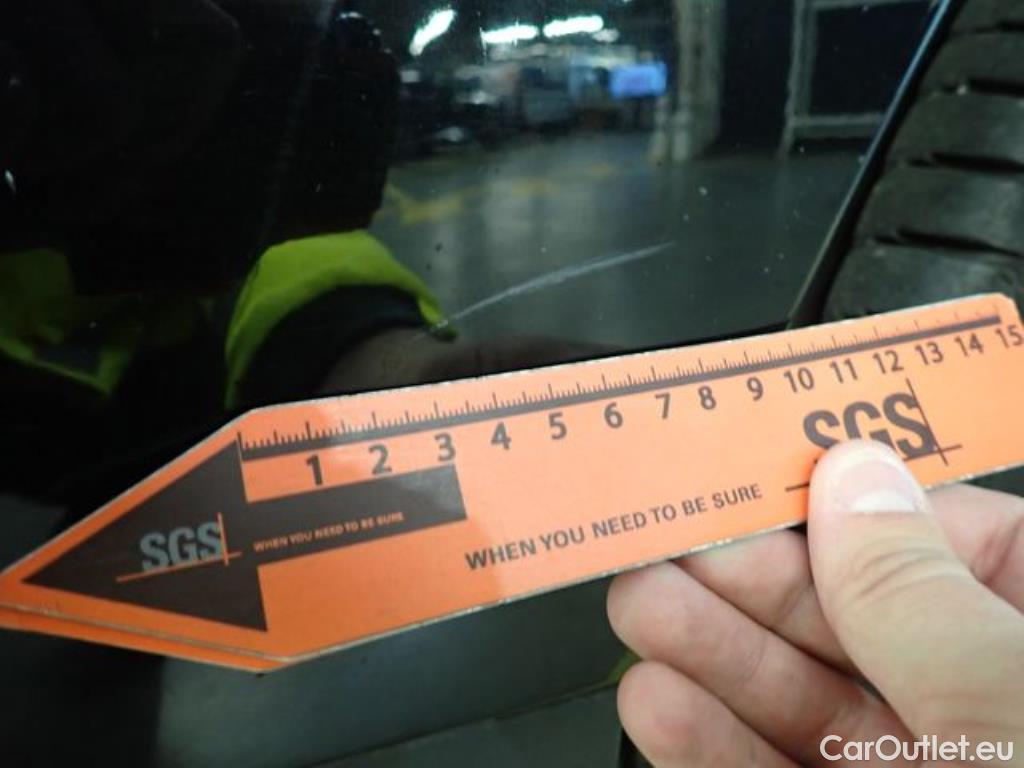 1 2 3 4 5 6 7 8 9 10 11 12 13 14 15
SGS
SGS WHEN YOU NEED TO BE SURE
WHEN YOU NEED TO BE SURE
CarOutlet.eu